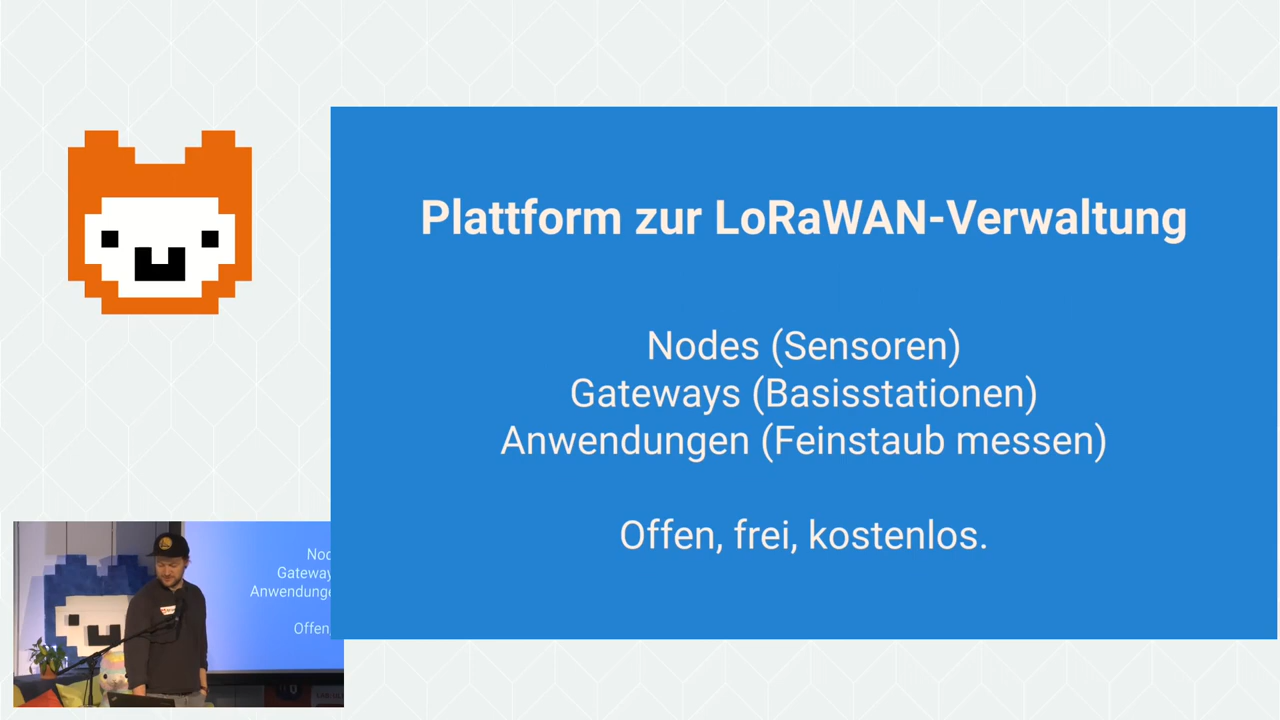 Plattform zur LoRaWAN-Verwaltung
Nodes (Sensoren)
Gateways (Basisstationen)
Anwendungen (Feinstaub messen)
Offen, frei, kostenlos.